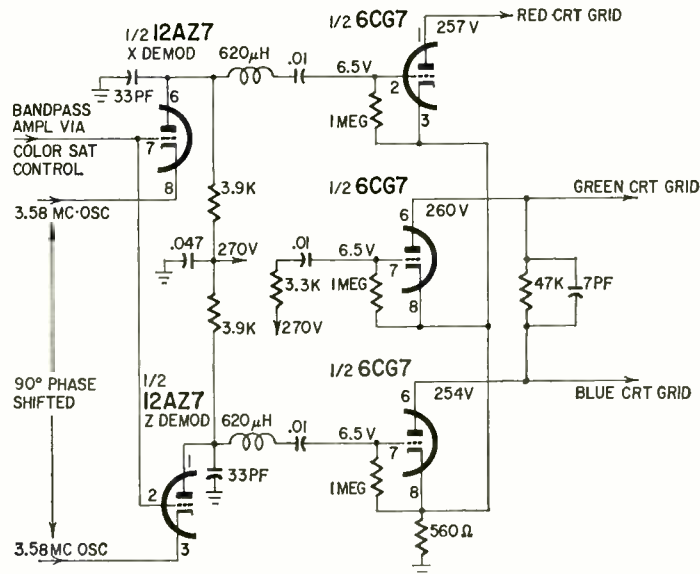 1/2 12AZ7
X DEMOD
620µH
.01
1/2 6CG7
1
257V
RED CRT GRID
6.5V
2
3
1 MEG
33PF
6
BANDPASS
AMPL VIA
COLOR SAT
CONTROL
7
8
3.58 MC-OSC
3.9K
1/2 6CG7
6
260V
GREEN CRT GRID
.047
270V
.01
6.5V
7
8
3.3K
1MEG
270V
47K
7PF
3.9K
90° PHASE
SHIFTED
1/2
12AZ7
Z DEMOD
620µH
.01
1/2 6CG7
6
254V
BLUE CRT GRID
6.5V
7
8
1
2
3
33PF
1MEG
560Ω
3.58 MC OSC